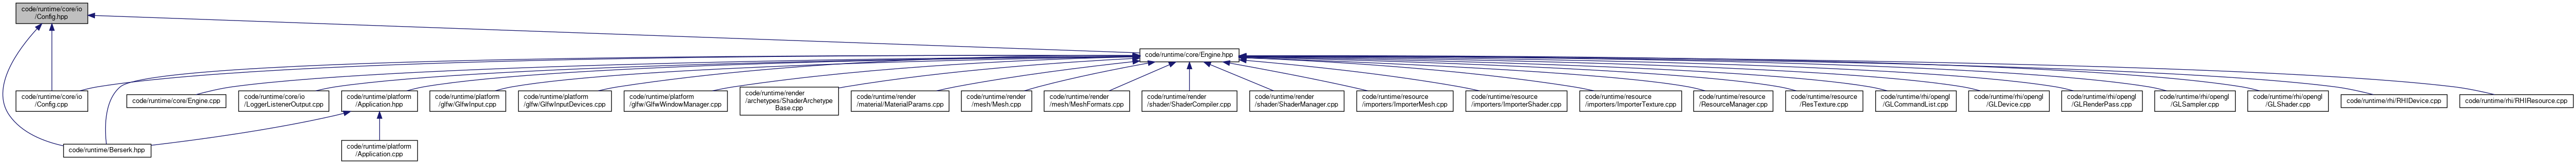 code/runtime/core/io
/Config.hpp
code/runtime/core/Engine.hpp
code/runtime/core/io
/Config.cpp
code/runtime/core/Engine.cpp
code/runtime/core/io
/LoggerListenerOutput.cpp
code/runtime/platform
/Application.hpp
code/runtime/platform
/glfw/GlfwInput.cpp
code/runtime/platform
/glfw/GlfwInputDevices.cpp
code/runtime/platform
/glfw/GlfwWindowManager.cpp
code/runtime/render
/archetypes/ShaderArchetype
Base.cpp
code/runtime/render
/material/MaterialParams.cpp
code/runtime/render
/mesh/Mesh.cpp
code/runtime/render
/mesh/MeshFormats.cpp
code/runtime/render
/shader/ShaderCompiler.cpp
code/runtime/render
/shader/ShaderManager.cpp
code/runtime/resource
/importers/ImporterMesh.cpp
code/runtime/resource
/importers/ImporterShader.cpp
code/runtime/resource
/importers/ImporterTexture.cpp
code/runtime/resource
/ResourceManager.cpp
code/runtime/resource
/ResTexture.cpp
code/runtime/rhi/opengl
/GLCommandList.cpp
code/runtime/rhi/opengl
/GLDevice.cpp
code/runtime/rhi/opengl
/GLRenderPass.cpp
code/runtime/rhi/opengl
/GLSampler.cpp
code/runtime/rhi/opengl
/GLShader.cpp
code/runtime/rhi/RHIDevice.cpp
code/runtime/rhi/RHIResource.cpp
code/runtime/Berserk.hpp
code/runtime/platform
/Application.cpp